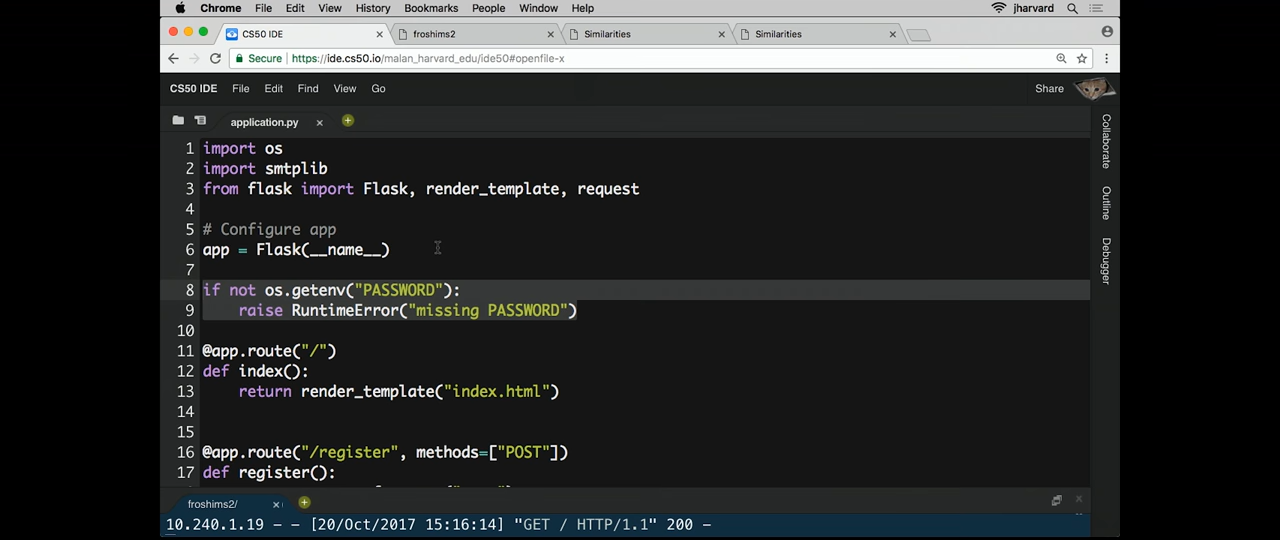 Chrome File Edit View History Bookmarks People Window Help jharvard
CS50 IDE froshims2 Similarities Similarities
Secure https://ide.cs50.io/malan_harvard_edu/ide50#openfile-x
CS50 IDE File Edit Find View Go Share
application.py
1 import os
2 import smtplib
3 from flask import Flask, render_template, request
4
5 # Configure app
6 app = Flask(__name__)
7
8 if not os.getenv("PASSWORD"):
9 raise RuntimeError("missing PASSWORD")
10
11 @app.route("/")
12 def index():
13 return render_template("index.html")
14
15
16 @app.route("/register", methods=["POST"])
17 def register():
Collaborate
Outline
Debugger
froshims2/
10.240.1.19 - - [20/Oct/2017 15:16:14] "GET / HTTP/1.1" 200 -